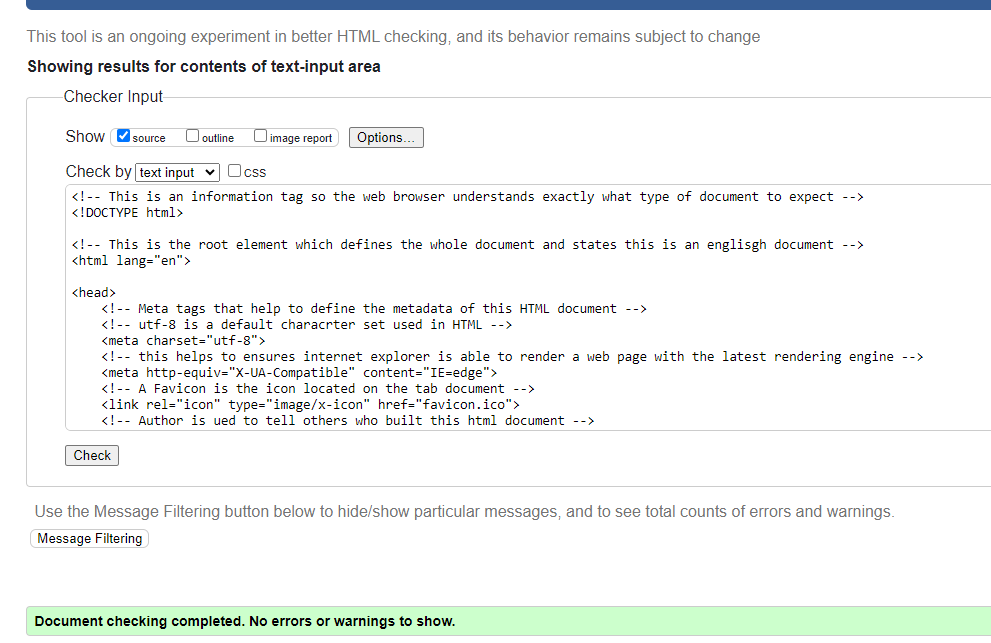 This tool is an ongoing experiment in better HTML checking, and its behavior remains subject to change
Showing results for contents of text-input area
Checker Input
Show source outline image report Options...
Check by text input css
<!-- This is an information tag so the web browser understands exactly what type of document to expect -->
<!DOCTYPE html>
<!-- This is the root element which defines the whole document and states this is an englisgh document -->
<html lang="en">
<head>
<!-- Meta tags that help to define the metadata of this HTML document -->
<!-- utf-8 is a default characrter set used in HTML -->
<meta charset="utf-8">
<!-- this helps to ensures internet explorer is able to render a web page with the latest rendering engine -->
<meta http-equiv="X-UA-Compatible" content="IE=edge">
<!-- A Favicon is the icon located on the tab document -->
<link rel="icon" type="image/x-icon" href="favicon.ico">
<!-- Author is ued to tell others who built this html document -->
Check
Use the Message Filtering button below to hide/show particular messages, and to see total counts of errors and warnings.
Message Filtering
Document checking completed. No errors or warnings to show.